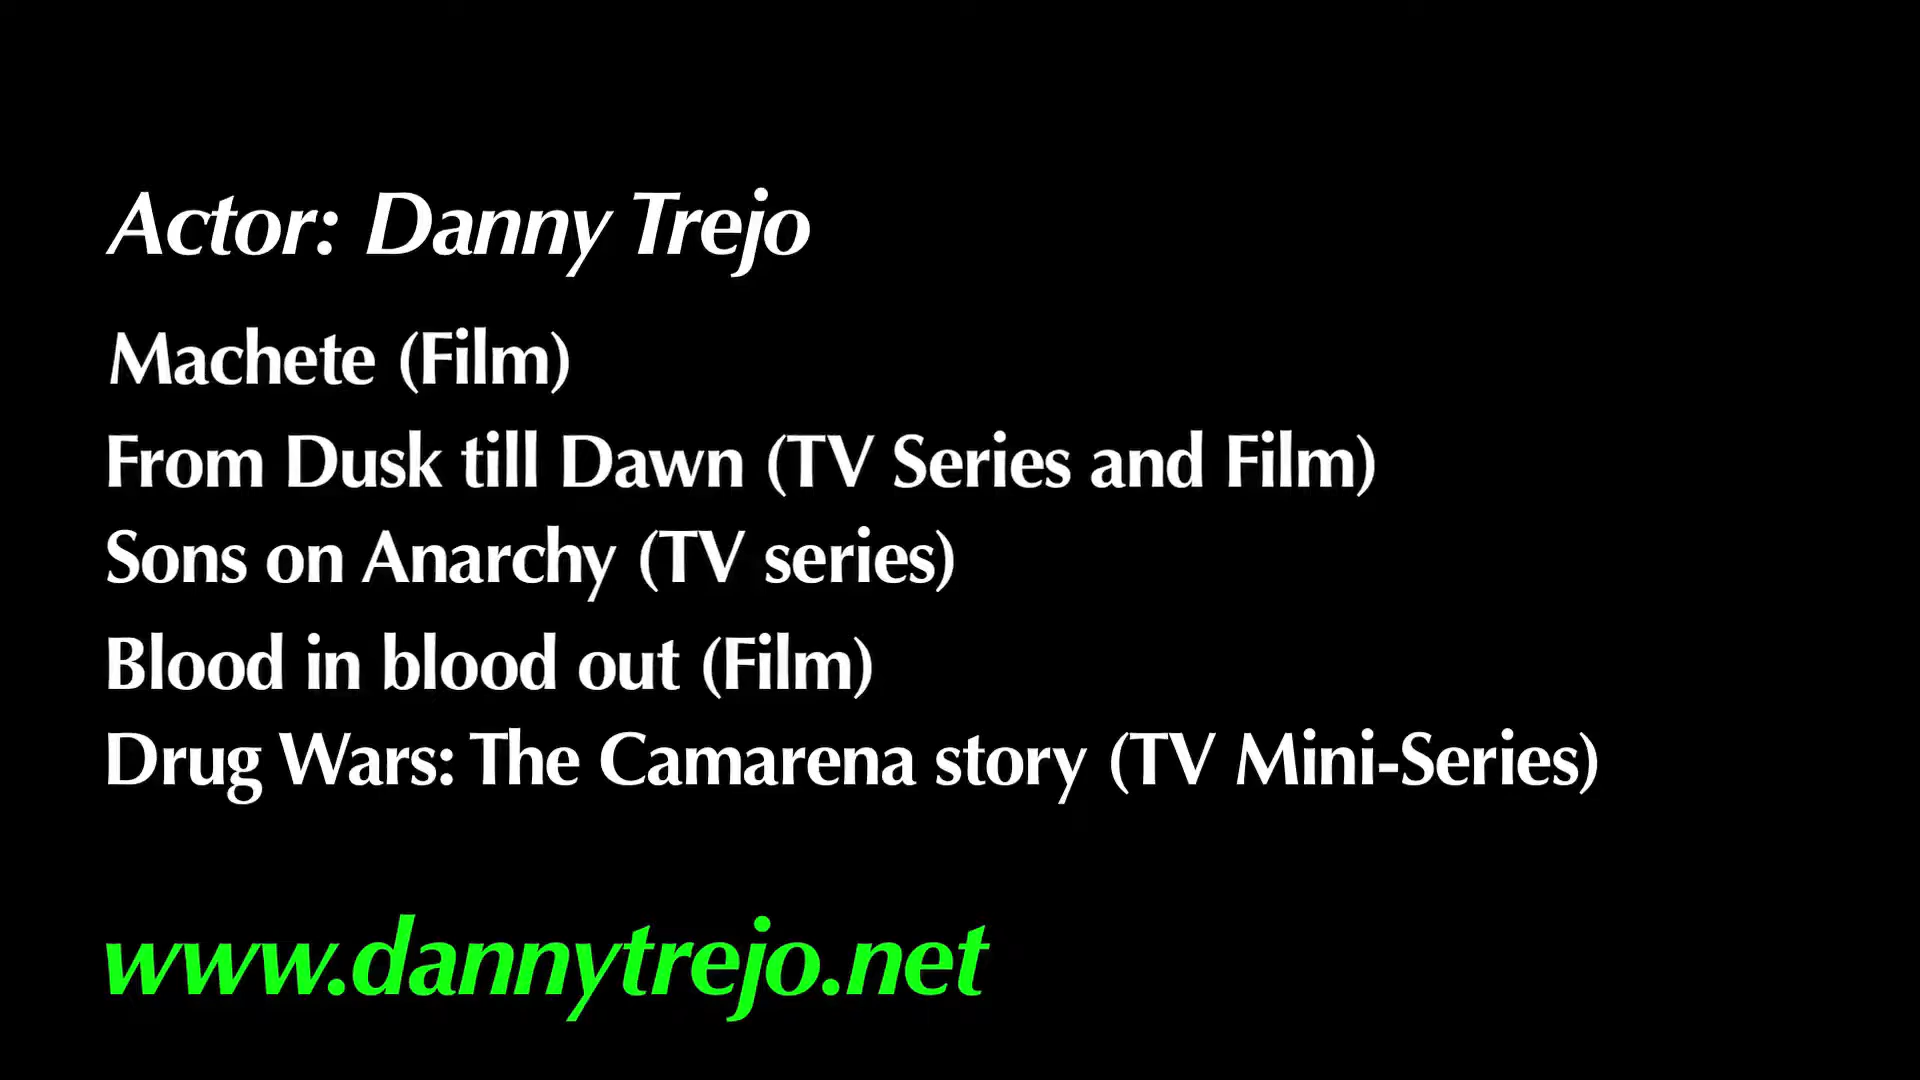 Actor: Danny Trejo
Machete (Film)
From Dusk till Dawn (TV Series and Film)
Sons on Anarchy (TV series)
Blood in blood out (Film)
Drug Wars: The Camarena story (TV Mini-Series)
www.dannytrejo.net